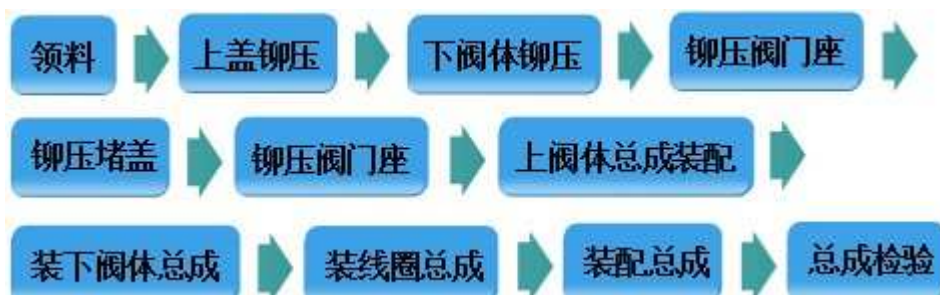 领料 上盖铆压 下阀体铆压 铆压阀门座
铆压堵盖 铆压阀门座 上阀体总成装配
装下阀体总成 装线圈总成 装配总成 总成检验